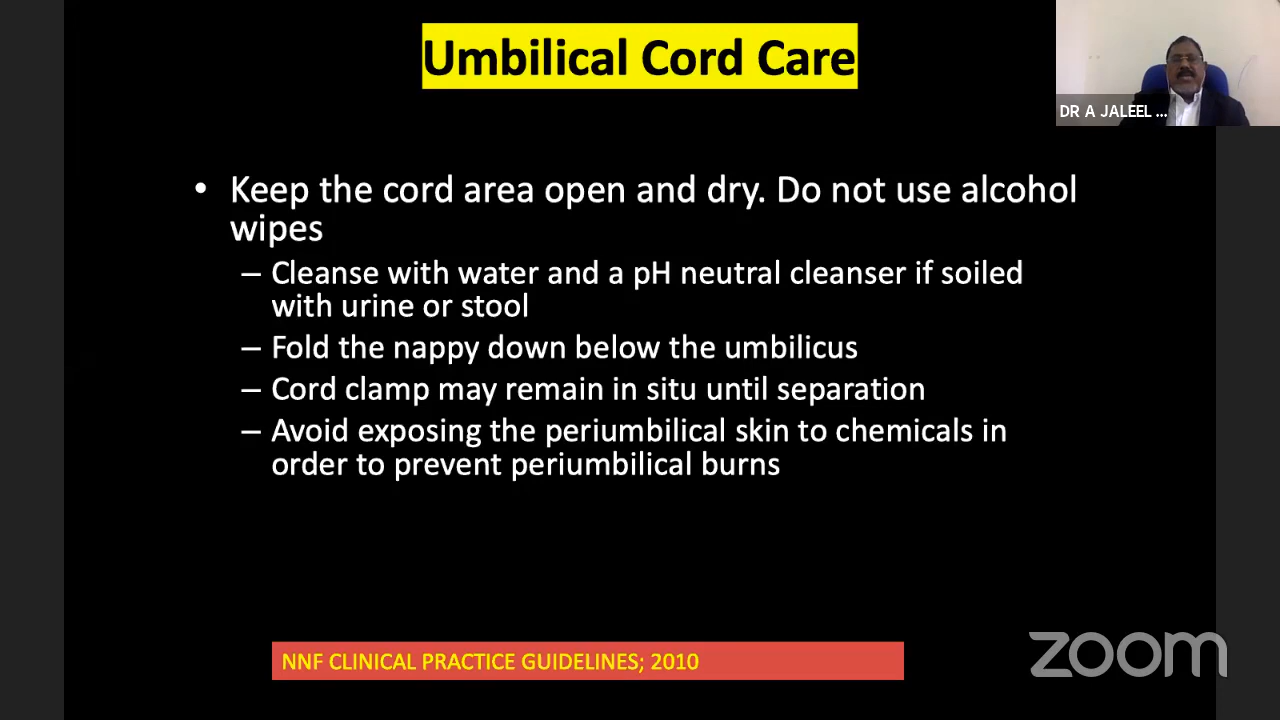 Umbilical Cord Care
DR A JALEEL ...
• Keep the cord area open and dry. Do not use alcohol
wipes
– Cleanse with water and a pH neutral cleanser if soiled
with urine or stool
– Fold the nappy down below the umbilicus
– Cord clamp may remain in situ until separation
– Avoid exposing the periumbilical skin to chemicals in
order to prevent periumbilical burns
NNF CLINICAL PRACTICE GUIDELINES; 2010
zoom